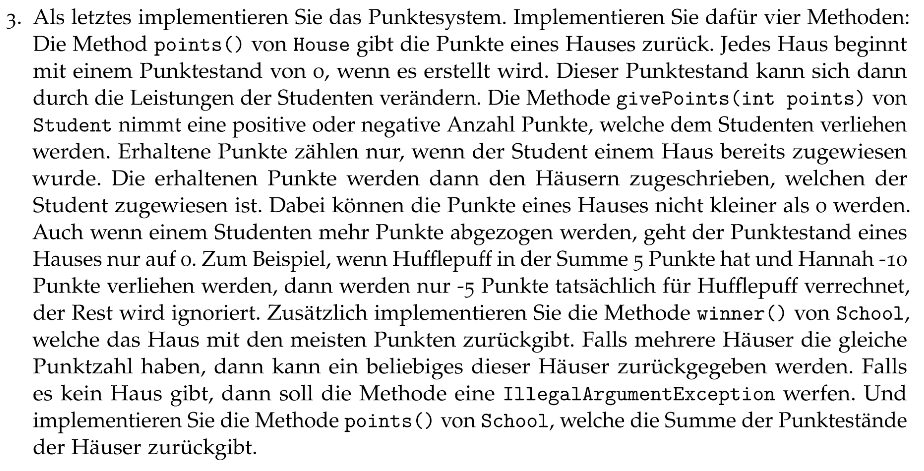 3. Als letztes implementieren Sie das Punktesystem. Implementieren Sie dafür vier Methoden:
Die Method points() von House gibt die Punkte eines Hauses zurück. Jedes Haus beginnt
mit einem Punktestand von 0, wenn es erstellt wird. Dieser Punktestand kann sich dann
durch die Leistungen der Studenten verändern. Die Methode givePoints(int points) von
Student nimmt eine positive oder negative Anzahl Punkte, welche dem Studenten verliehen
werden. Erhaltene Punkte zählen nur, wenn der Student einem Haus bereits zugewiesen
wurde. Die erhaltenen Punkte werden dann den Häusern zugeschrieben, welchen der
Student zugewiesen ist. Dabei können die Punkte eines Hauses nicht kleiner als 0 werden.
Auch wenn einem Studenten mehr Punkte abgezogen werden, geht der Punktestand eines
Hauses nur auf 0. Zum Beispiel, wenn Hufflepuff in der Summe 5 Punkte hat und Hannah -10
Punkte verliehen werden, dann werden nur -5 Punkte tatsächlich für Hufflepuff verrechnet,
der Rest wird ignoriert. Zusätzlich implementieren Sie die Methode winner() von School,
welche das Haus mit den meisten Punkten zurückgibt. Falls mehrere Häuser die gleiche
Punktzahl haben, dann kann ein beliebiges dieser Häuser zurückgegeben werden. Falls
es kein Haus gibt, dann soll die Methode eine IllegalArgumentException werfen. Und
implementieren Sie die Methode points() von School, welche die Summe der Punktestände
der Häuser zurückgibt.